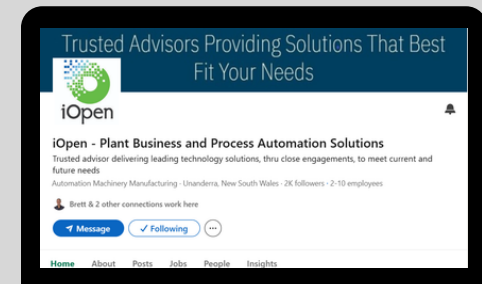 Trusted Advisors Providing Solutions That Best
Fit Your Needs
iOpen
iOpen - Plant Business and Process Automation Solutions
Trusted advisor delivering leading technology solutions, thru close engagements, to meet current and
future needs
Automation Machinery Manufacturing · Unanderra, New South Wales · 2K followers · 2-10 employees
Brett & 2 other connections work here
Message ✓ Following ···
Home About Posts Jobs People Insights